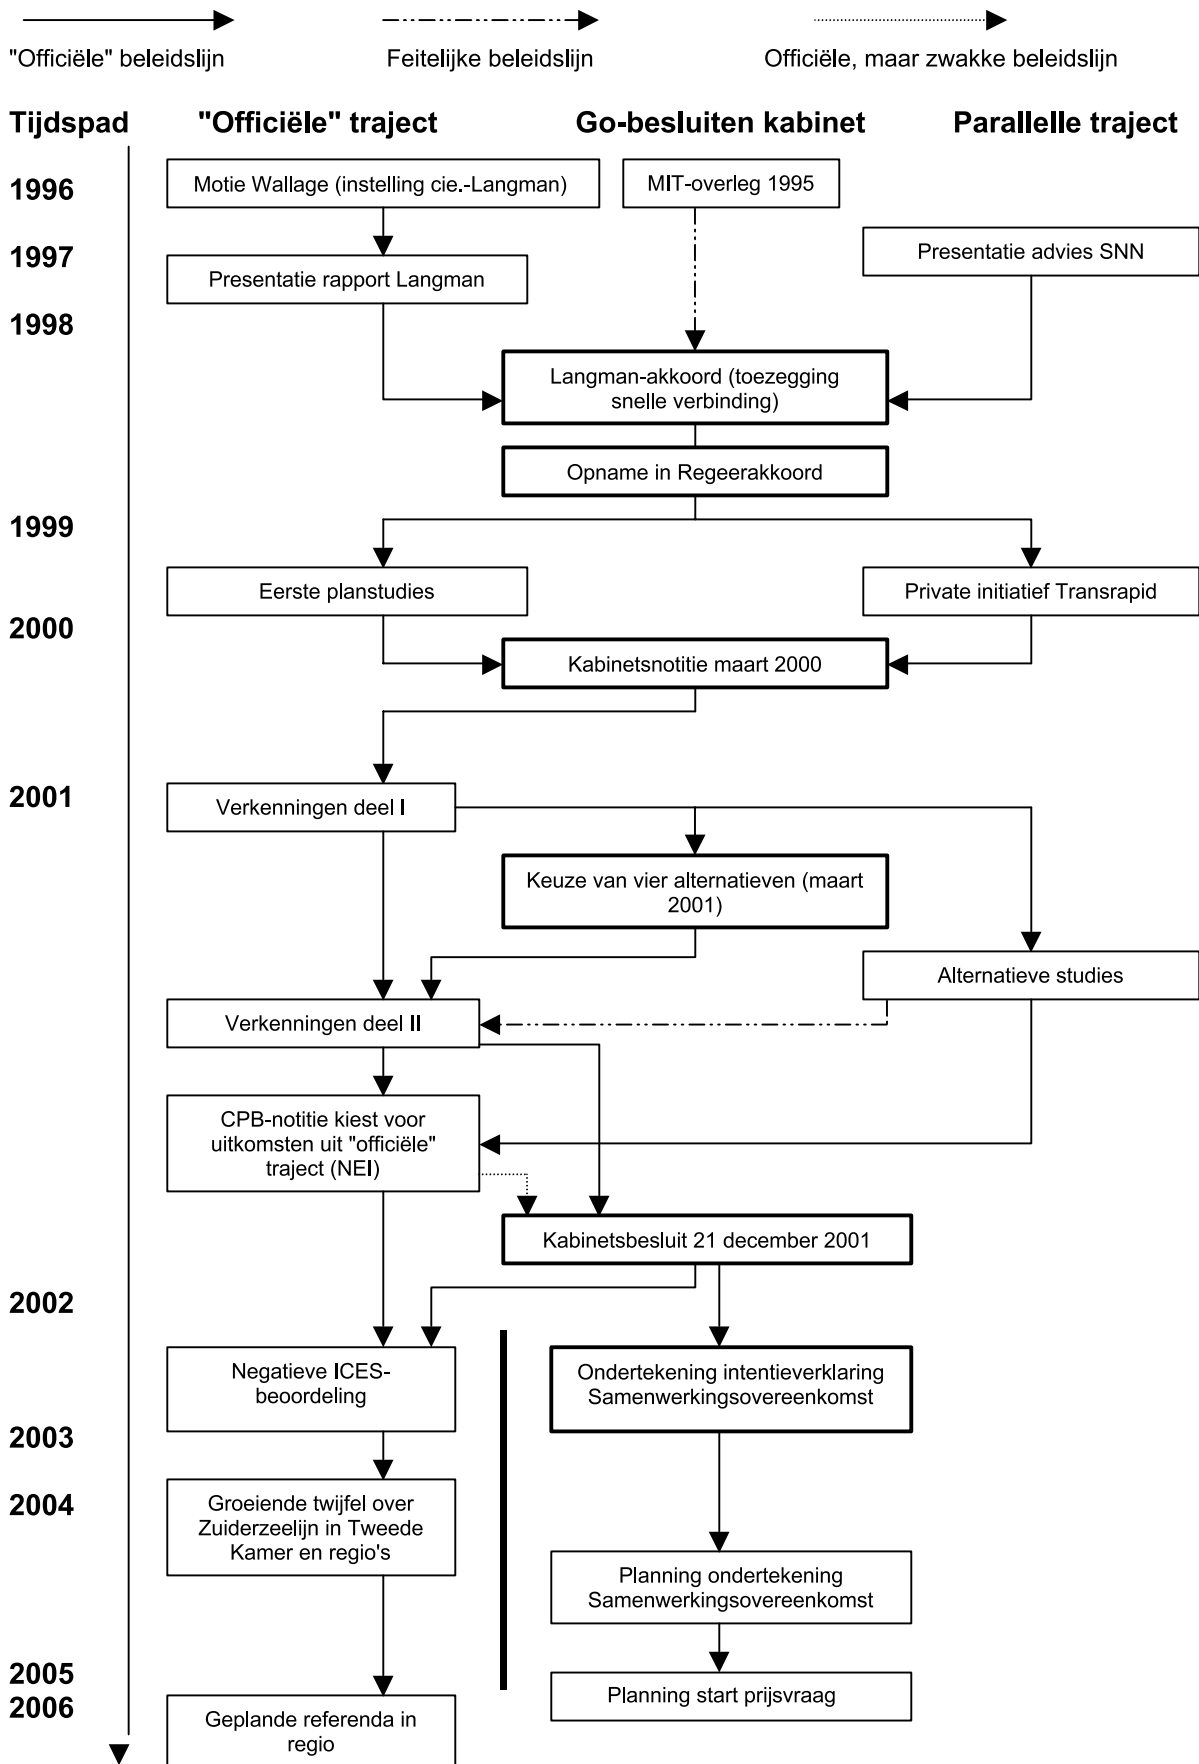 "Officiële" beleidslijn
Feitelijke beleidslijn
Officiële, maar zwakke beleidslijn
Tijdspad
"Officiële" traject
Go-besluiten kabinet
Parallelle traject
1996
Motie Wallage (instelling cie.-Langman)
MIT-overleg 1995
1997
Presentatie advies SNN
Presentatie rapport Langman
1998
Langman-akkoord (toezegging
snelle verbinding)
Opname in Regeerakkoord
1999
Eerste planstudies
Private initiatief Transrapid
2000
Kabinetsnotitie maart 2000
2001
Verkenningen deel I
Keuze van vier alternatieven (maart
2001)
Alternatieve studies
Verkenningen deel II
CPB-notitie kiest voor
uitkomsten uit "officiële"
traject (NEI)
Kabinetsbesluit 21 december 2001
2002
Negatieve ICES-
beoordeling
Ondertekening intentieverklaring
Samenwerkingsovereenkomst
2003
2004
Groeiende twijfel over
Zuiderzeelijn in Tweede
Kamer en regio's
Planning ondertekening
Samenwerkingsovereenkomst
2005
Planning start prijsvraag
2006
Geplande referenda in
regio